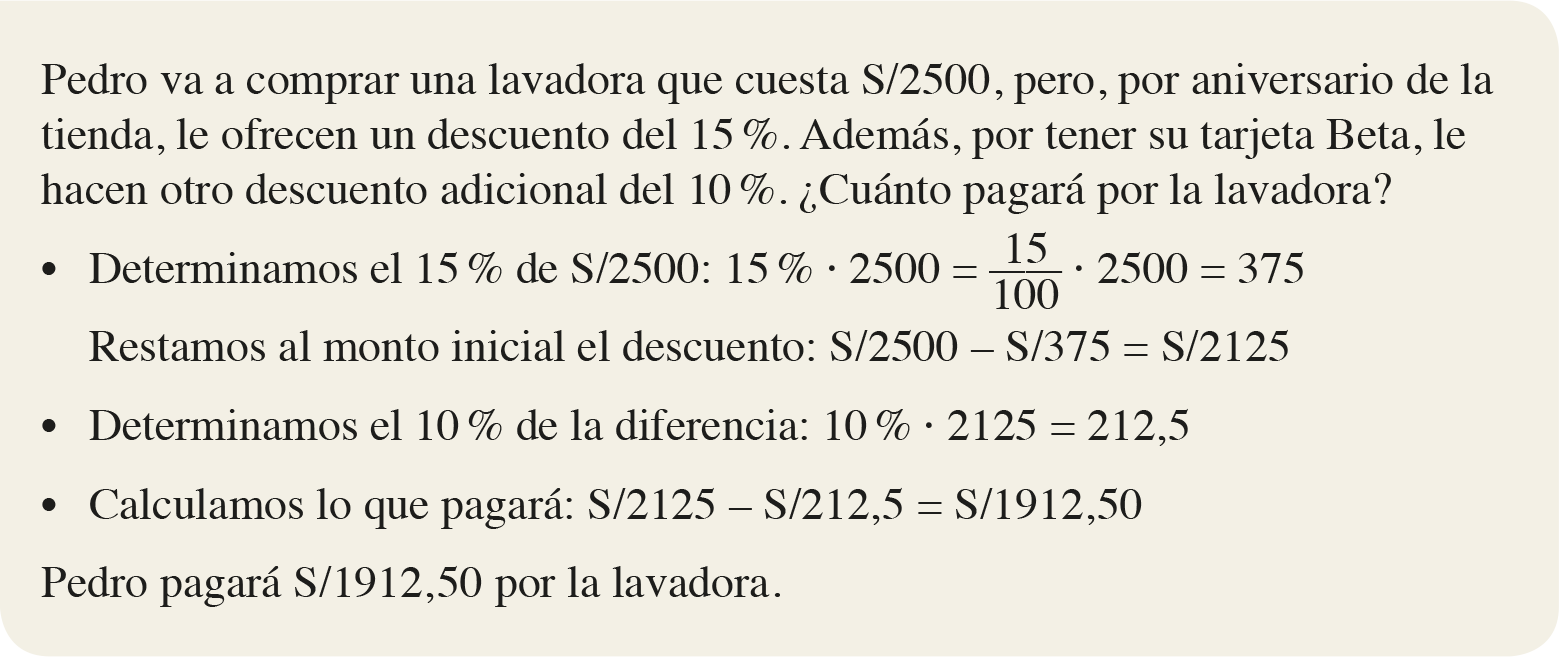 Pedro va a comprar una lavadora que cuesta S/2500, pero, por aniversario de la
tienda, le ofrecen un descuento del 15 %. Además, por tener su tarjeta Beta, le
hacen otro descuento adicional del 10 %. ¿Cuánto pagará por la lavadora?
• Determinamos el 15 % de S/2500: 15 % · 2500 = 15/100 · 2500 = 375
Restamos al monto inicial el descuento: S/2500 – S/375 = S/2125
• Determinamos el 10 % de la diferencia: 10 % · 2125 = 212,5
• Calculamos lo que pagará: S/2125 – S/212,5 = S/1912,50
Pedro pagará S/1912,50 por la lavadora.